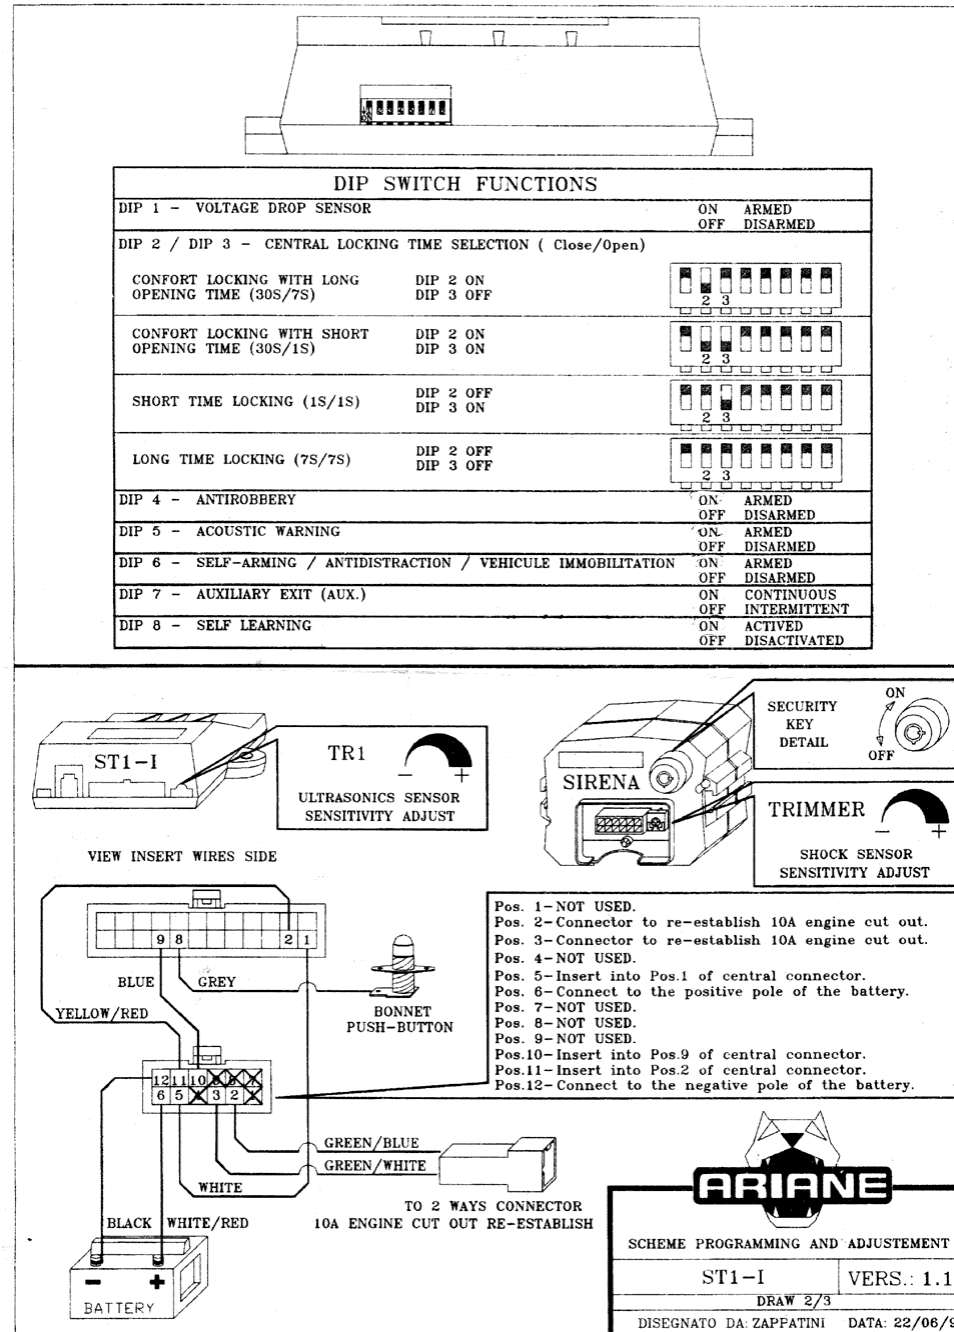 DIP SWITCH FUNCTIONS
DIP 1 - VOLTAGE DROP SENSOR
ON ARMED
OFF DISARMED
DIP 2 / DIP 3 - CENTRAL LOCKING TIME SELECTION ( Close/Open)
CONFORT LOCKING WITH LONG
OPENING TIME (30S/7S)
DIP 2 ON
DIP 3 OFF
2 3
CONFORT LOCKING WITH SHORT
OPENING TIME (30S/1S)
DIP 2 ON
DIP 3 ON
2 3
SHORT TIME LOCKING (1S/1S)
DIP 2 OFF
DIP 3 ON
2 3
LONG TIME LOCKING (7S/7S)
DIP 2 OFF
DIP 3 OFF
2 3
DIP 4 - ANTIROBBERY
ON ARMED
OFF DISARMED
DIP 5 - ACOUSTIC WARNING
ON ARMED
OFF DISARMED
DIP 6 - SELF-ARMING / ANTIDISTRACTION / VEHICULE IMMOBILITATION
ON ARMED
OFF DISARMED
DIP 7 - AUXILIARY EXIT (AUX.)
ON CONTINUOUS
OFF INTERMITTENT
DIP 8 - SELF LEARNING
ON ACTIVED
OFF DISACTIVATED
ST1-I
TR1
- +
ULTRASONICS SENSOR
SENSITIVITY ADJUST
SIRENA
SECURITY
KEY
DETAIL
ON
OFF
TRIMMER
- +
SHOCK SENSOR
SENSITIVITY ADJUST
VIEW INSERT WIRES SIDE
9 8 2 1
BLUE
GREY
YELLOW/RED
BONNET
PUSH-BUTTON
12 11 10 9 8 7
6 5 4 3 2 1
GREEN/BLUE
GREEN/WHITE
WHITE
TO 2 WAYS CONNECTOR
10A ENGINE CUT OUT RE-ESTABLISH
BLACK
WHITE/RED
- +
BATTERY
Pos. 1-NOT USED.
Pos. 2-Connector to re-establish 10A engine cut out.
Pos. 3-Connector to re-establish 10A engine cut out.
Pos. 4-NOT USED.
Pos. 5-Insert into Pos.1 of central connector.
Pos. 6-Connect to the positive pole of the battery.
Pos. 7-NOT USED.
Pos. 8-NOT USED.
Pos. 9-NOT USED.
Pos.10-Insert into Pos.9 of central connector.
Pos.11-Insert into Pos.2 of central connector.
Pos.12-Connect to the negative pole of the battery.
ARIANE
SCHEME PROGRAMMING AND ADJUSTEMENT
ST1-I
VERS.: 1.1
DRAW 2/3
DISEGNATO DA: ZAPPATINI
DATA: 22/06/9